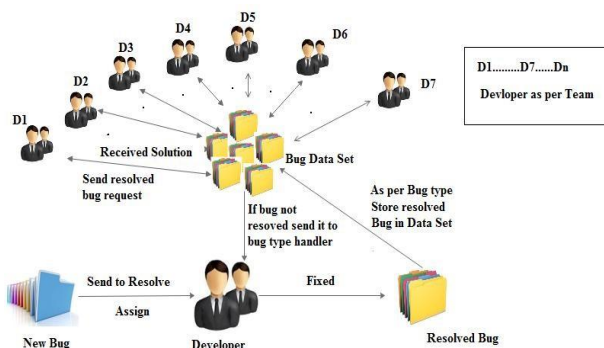 D1
D2
D3
D4
D5
D6
D7
D1.........D7......Dn
Devloper as per Team
Received Solution
Bug Data Set
Send resolved
bug request
If bug not
resoved send it to
bug type handler
As per Bug type
Store resolved
Bug in Data Set
Send to Resolve
Assign
Fixed
New Bug
Developer
Resolved Bug